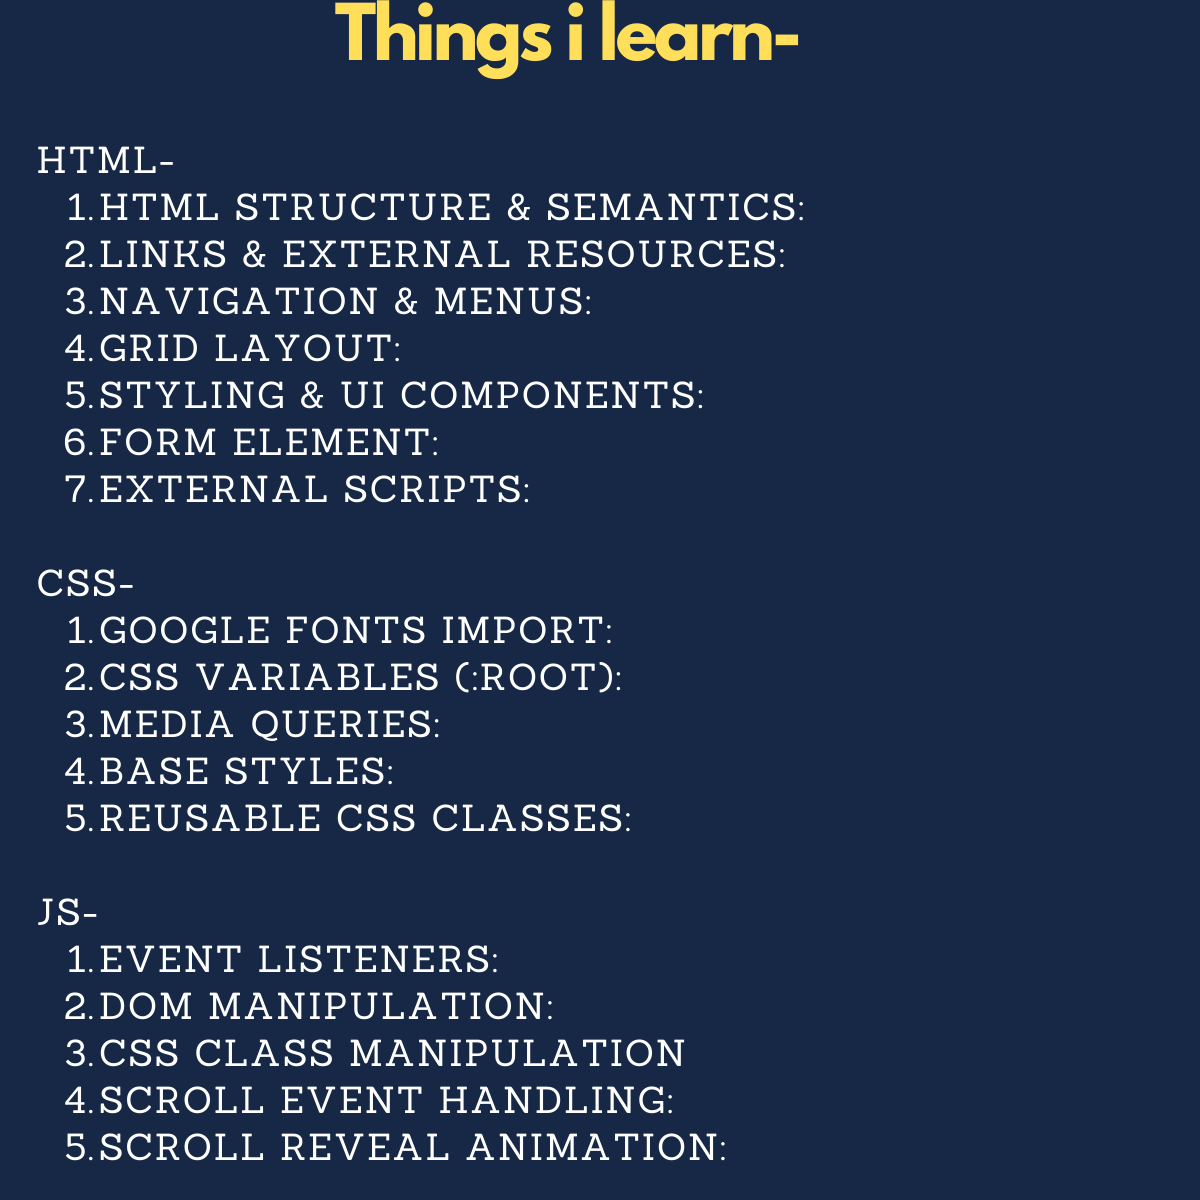 Things i learn-
HTML-
1. HTML STRUCTURE & SEMANTICS:
2. LINKS & EXTERNAL RESOURCES:
3. NAVIGATION & MENUS:
4. GRID LAYOUT:
5. STYLING & UI COMPONENTS:
6. FORM ELEMENT:
7. EXTERNAL SCRIPTS:
CSS-
1. GOOGLE FONTS IMPORT:
2. CSS VARIABLES (:ROOT):
3. MEDIA QUERIES:
4. BASE STYLES:
5. REUSABLE CSS CLASSES:
JS-
1. EVENT LISTENERS:
2. DOM MANIPULATION:
3. CSS CLASS MANIPULATION
4. SCROLL EVENT HANDLING:
5. SCROLL REVEAL ANIMATION: